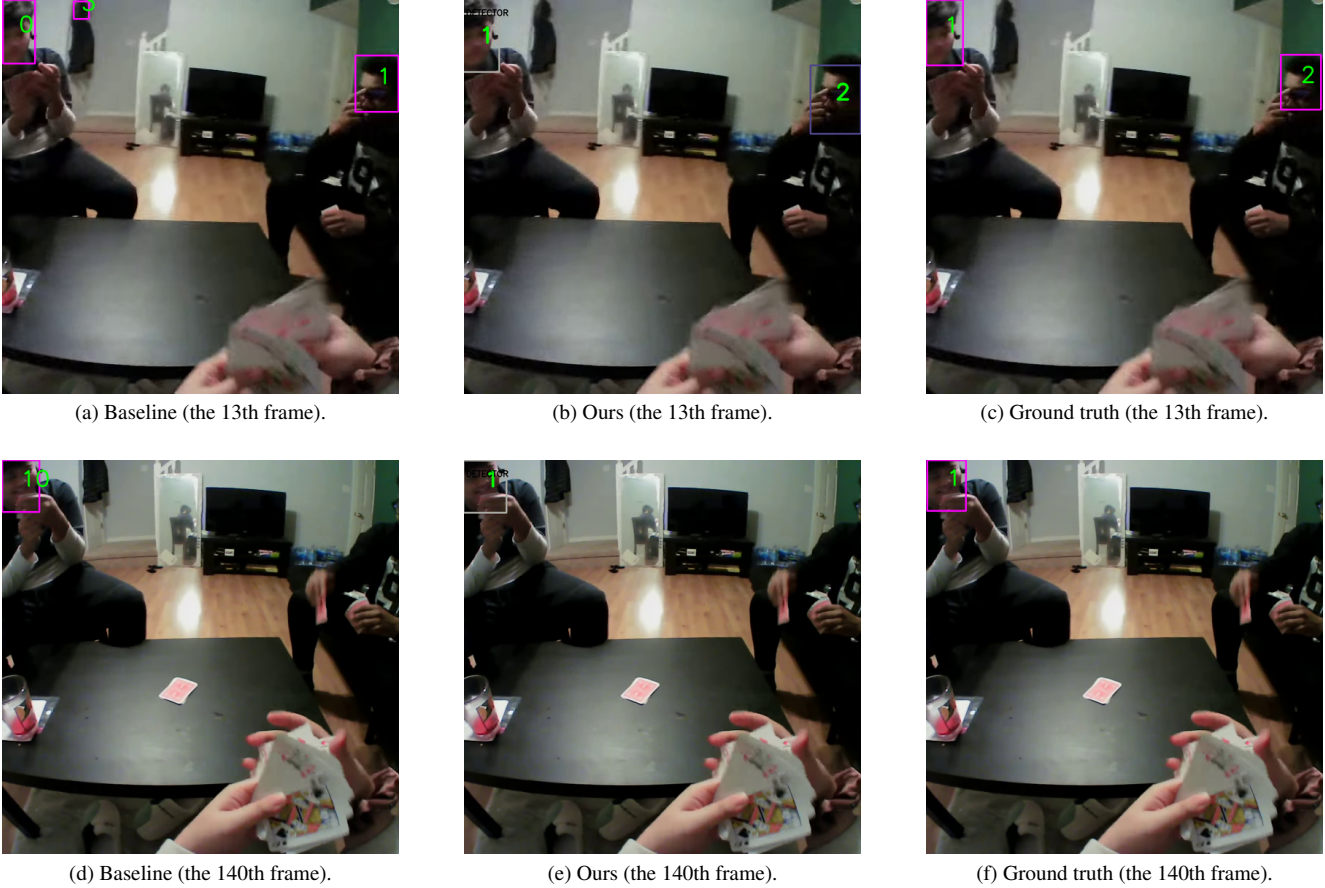 0
3
1
DETECTOR
1
2
1
2
(a) Baseline (the 13th frame).
(b) Ours (the 13th frame).
(c) Ground truth (the 13th frame).
10
1
1
(d) Baseline (the 140th frame).
(e) Ours (the 140th frame).
(f) Ground truth (the 140th frame).